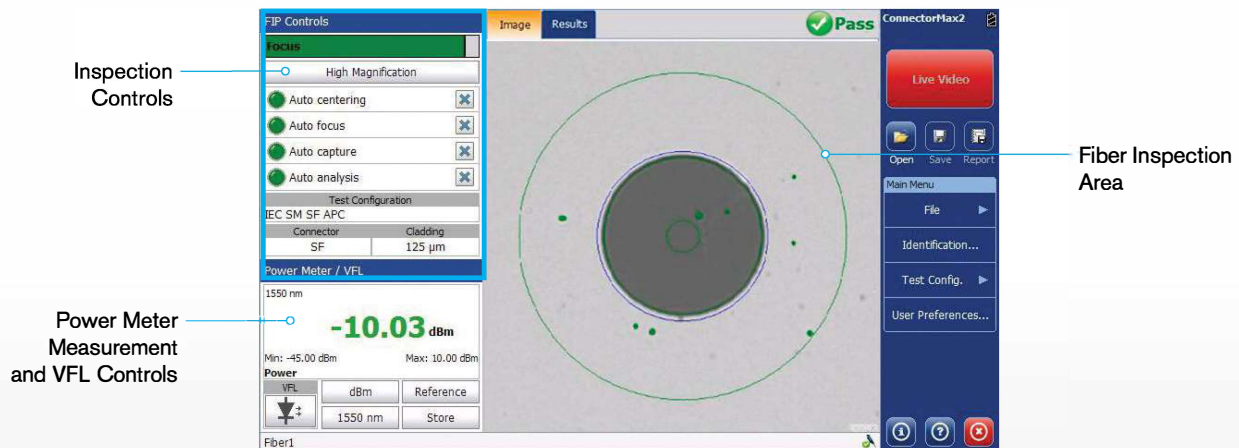 FIP Controls
Focus
High Magnification
Auto centering
Auto focus
Auto capture
Auto analysis
Test Configuration
IEC SM SF APC
Connector Cladding
SF 125 µm
Power Meter / VFL
1550 nm
-10.03 dBm
Min: -45.00 dBm Max: 10.00 dBm
Power
VFL
dBm Reference
1550 nm Store
Fiber1
Inspection
Controls
Power Meter
Measurement
and VFL Controls
Image Results
Pass
ConnectorMax2
Live Video
Open Save Report
Main Menu
File
Identification...
Test Config.
User Preferences...
Fiber Inspection
Area